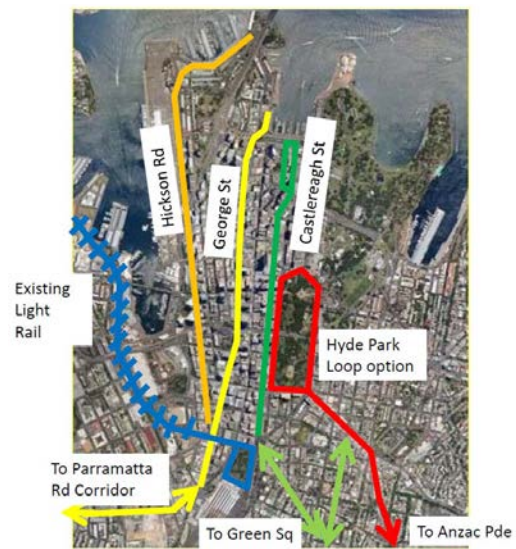 Hickson Rd
George St
Castlereagh St
Existing
Light
Rail
Hyde Park
Loop option
To Parramatta
Rd Corridor
To Green Sq
To Anzac Pde